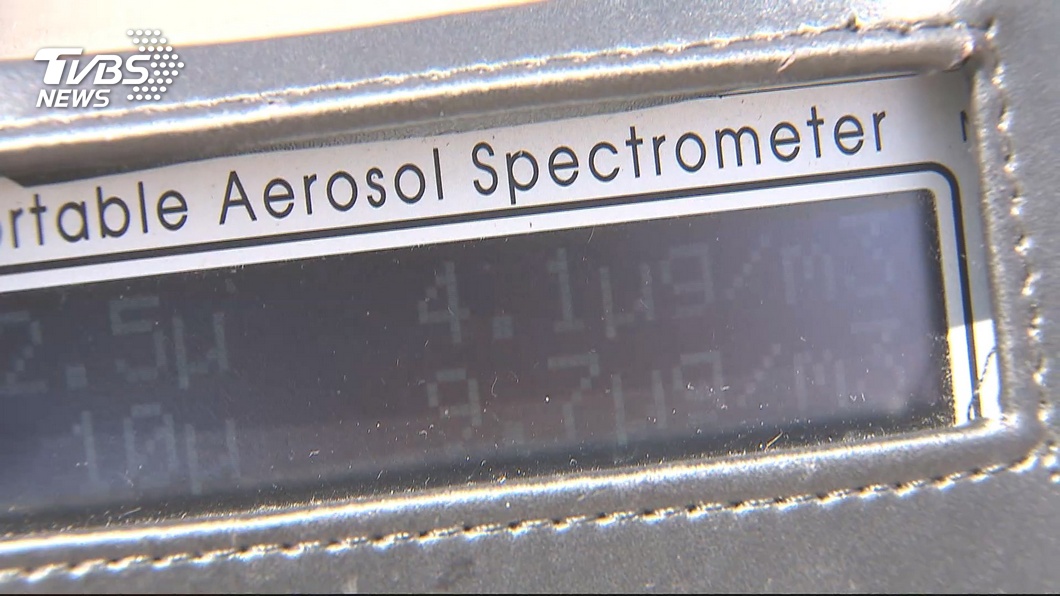 TVBS
NEWS
rtable Aerosol Spectrometer
2.5µ 4.1µg/m3
10µ 9.7µg/m3